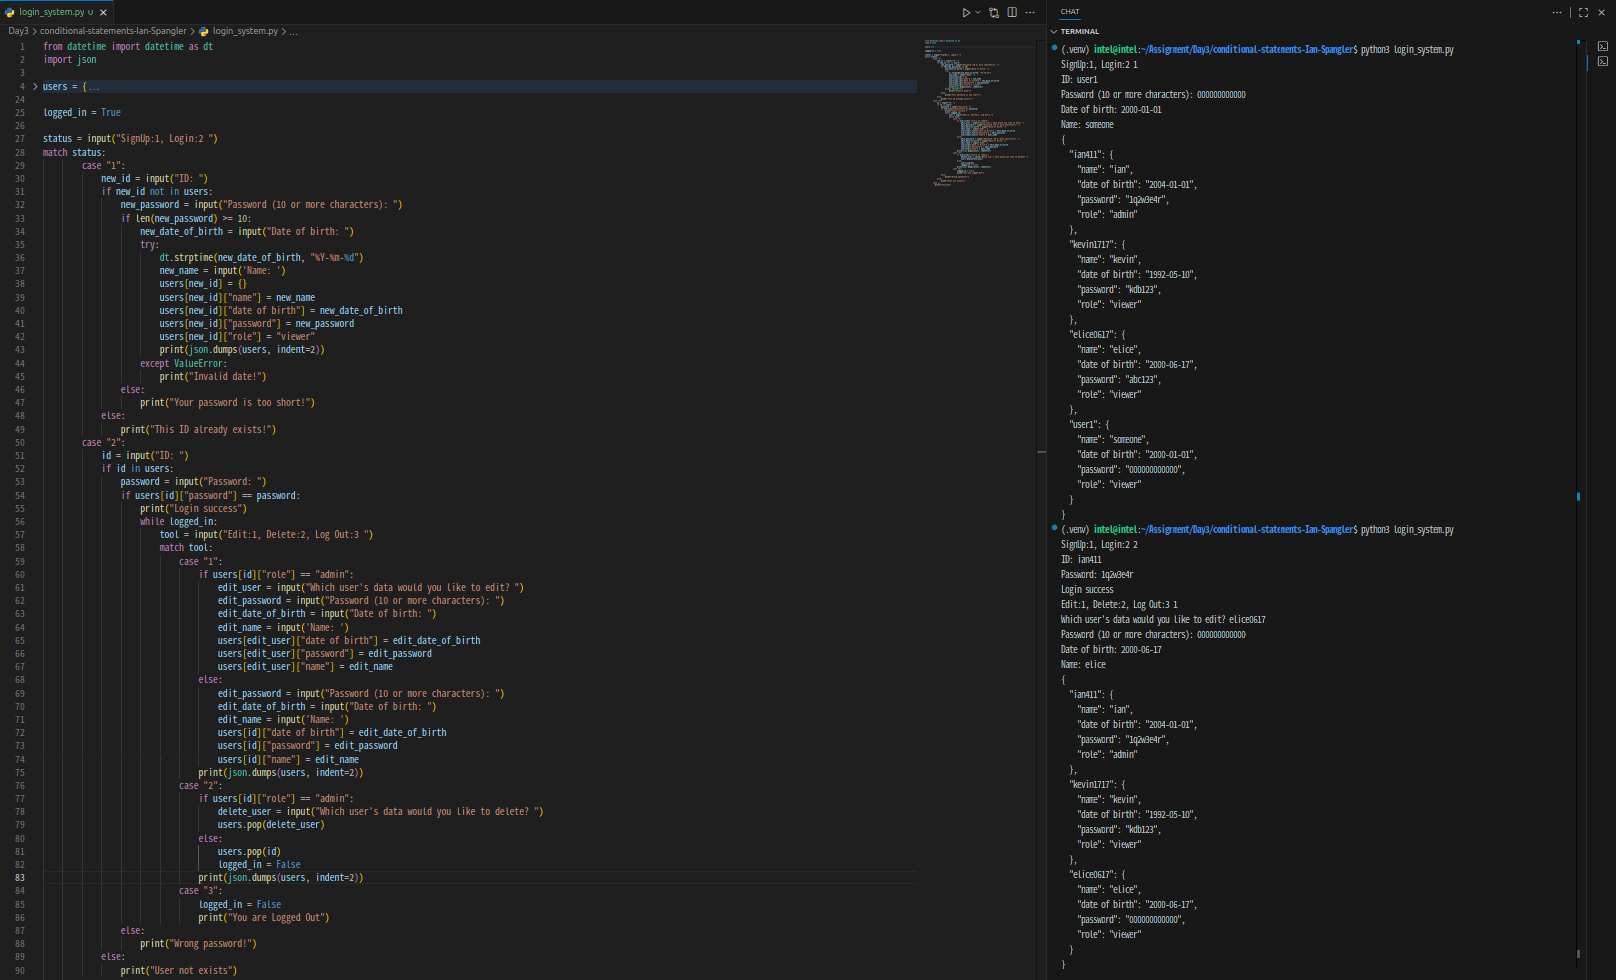 login_system.py U
Day3 > conditional-statements-Ian-Spangler > login_system.py > ...
1 from datetime import datetime as dt
2 import json
3
4 users = {...
24
25 logged_in = True
26
27 status = input("SignUp:1, Login:2 ")
28 match status:
29 case "1":
30 new_id = input("ID: ")
31 if new_id not in users:
32 new_password = input("Password (10 or more characters): ")
33 if len(new_password) >= 10:
34 new_date_of_birth = input("Date of birth: ")
35 try:
36 dt.strptime(new_date_of_birth, "%Y-%m-%d")
37 new_name = input('Name: ')
38 users[new_id] = {}
39 users[new_id]["name"] = new_name
40 users[new_id]["date of birth"] = new_date_of_birth
41 users[new_id]["password"] = new_password
42 users[new_id]["role"] = "viewer"
43 print(json.dumps(users, indent=2))
44 except ValueError:
45 print("Invalid date!")
46 else:
47 print("Your password is too short!")
48 else:
49 print("This ID already exists!")
50 case "2":
51 id = input("ID: ")
52 if id in users:
53 password = input("Password: ")
54 if users[id]["password"] == password:
55 print("Login success")
56 while logged_in:
57 tool = input("Edit:1, Delete:2, Log Out:3 ")
58 match tool:
59 case "1":
60 if users[id]["role"] == "admin":
61 edit_user = input("Which user's data would you like to edit? ")
62 edit_password = input("Password (10 or more characters): ")
63 edit_date_of_birth = input("Date of birth: ")
64 edit_name = input('Name: ')
65 users[edit_user]["date of birth"] = edit_date_of_birth
66 users[edit_user]["password"] = edit_password
67 users[edit_user]["name"] = edit_name
68 else:
69 edit_password = input("Password (10 or more characters): ")
70 edit_date_of_birth = input("Date of birth: ")
71 edit_name = input('Name: ')
72 users[id]["date of birth"] = edit_date_of_birth
73 users[id]["password"] = edit_password
74 users[id]["name"] = edit_name
75 print(json.dumps(users, indent=2))
76 case "2":
77 if users[id]["role"] == "admin":
78 delete_user = input("Which user's data would you like to delete? ")
79 users.pop(delete_user)
80 else:
81 users.pop(id)
82 logged_in = False
83 print(json.dumps(users, indent=2))
84 case "3":
85 logged_in = False
86 print("You are Logged Out")
87 else:
88 print("Wrong password!")
89 else:
90 print("User not exists")
CHAT
TERMINAL
(.venv) intel@intel:~/Assignment/Day3/conditional-statements-Ian-Spangler$ python3 login_system.py
SignUp:1, Login:2 1
ID: user1
Password (10 or more characters): 000000000000
Date of birth: 2000-01-01
Name: someone
{
"ian411": {
"name": "ian",
"date of birth": "2004-01-01",
"password": "1q2w3e4r",
"role": "admin"
},
"kevin1717": {
"name": "kevin",
"date of birth": "1992-05-10",
"password": "kdb123",
"role": "viewer"
},
"elice0617": {
"name": "elice",
"date of birth": "2000-06-17",
"password": "abc123",
"role": "viewer"
},
"user1": {
"name": "someone",
"date of birth": "2000-01-01",
"password": "000000000000",
"role": "viewer"
}
}
(.venv) intel@intel:~/Assignment/Day3/conditional-statements-Ian-Spangler$ python3 login_system.py
SignUp:1, Login:2 2
ID: ian411
Password: 1q2w3e4r
Login success
Edit:1, Delete:2, Log Out:3 1
Which user's data would you like to edit? elice0617
Password (10 or more characters): 000000000000
Date of birth: 2000-06-17
Name: elice
{
"ian411": {
"name": "ian",
"date of birth": "2004-01-01",
"password": "1q2w3e4r",
"role": "admin"
},
"kevin1717": {
"name": "kevin",
"date of birth": "1992-05-10",
"password": "kdb123",
"role": "viewer"
},
"elice0617": {
"name": "elice",
"date of birth": "2000-06-17",
"password": "000000000000",
"role": "viewer"
}
}